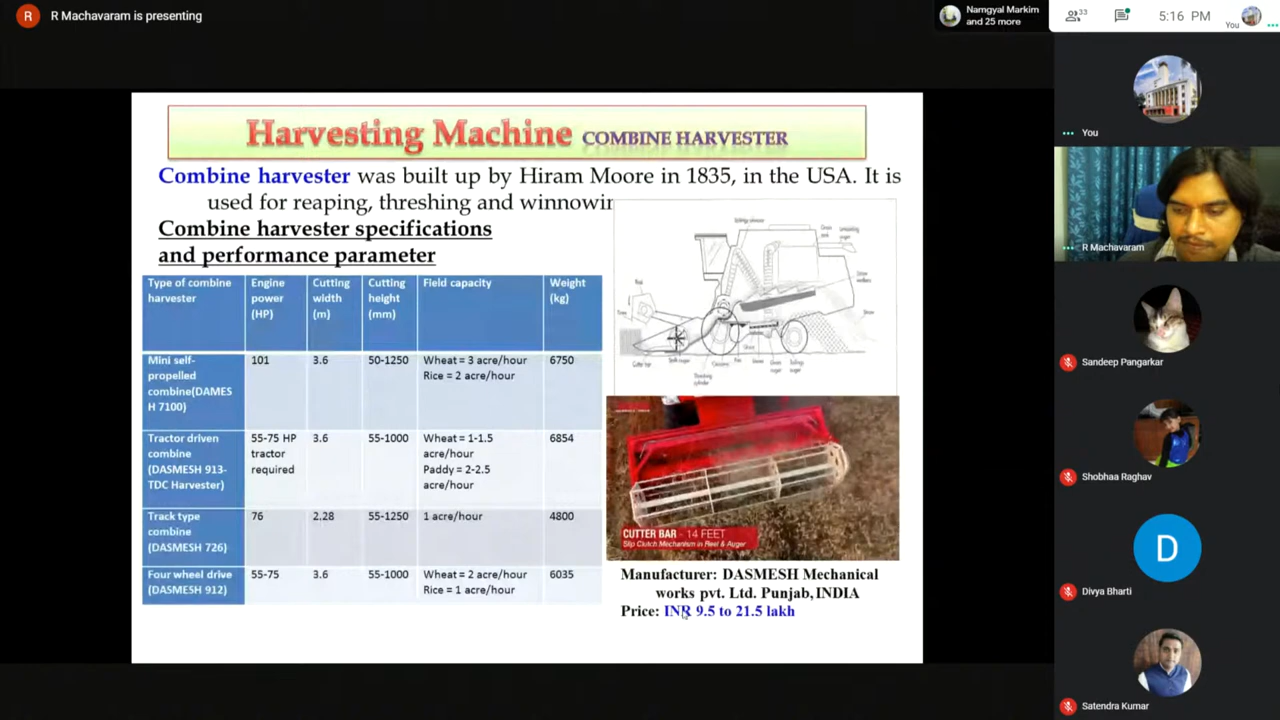 R
R Machavaram is presenting
Namgyal Markim
and 25 more
33
5:16 PM
You
Harvesting Machine COMBINE HARVESTER
Combine harvester was built up by Hiram Moore in 1835, in the USA. It is
used for reaping, threshing and winnowin
Combine harvester specifications
and performance parameter
Type of combine harvester Engine power (HP) Cutting width (m) Cutting height (mm) Field capacity Weight (kg)
Mini self-propelled combine(DAMESH 7100) 101 3.6 50-1250 Wheat = 3 acre/hour Rice = 2 acre/hour 6750
Tractor driven combine (DASMESH 913-TDC Harvester) 55-75 HP tractor required 3.6 55-1000 Wheat = 1-1.5 acre/hour Paddy = 2-2.5 acre/hour 6854
Track type combine (DASMESH 726) 76 2.28 55-1250 1 acre/hour 4800
Four wheel drive (DASMESH 912) 55-75 3.6 55-1000 Wheat = 2 acre/hour Rice = 1 acre/hour 6035
CUTTER BAR - 14 FEET
Slip Clutch Mechanism in Reel & Auger
Manufacturer: DASMESH Mechanical
works pvt. Ltd. Punjab, INDIA
Price: INR 9.5 to 21.5 lakh
You
R Machavaram
Sandeep Pangarkar
Shobhaa Raghav
D
Divya Bharti
Satendra Kumar